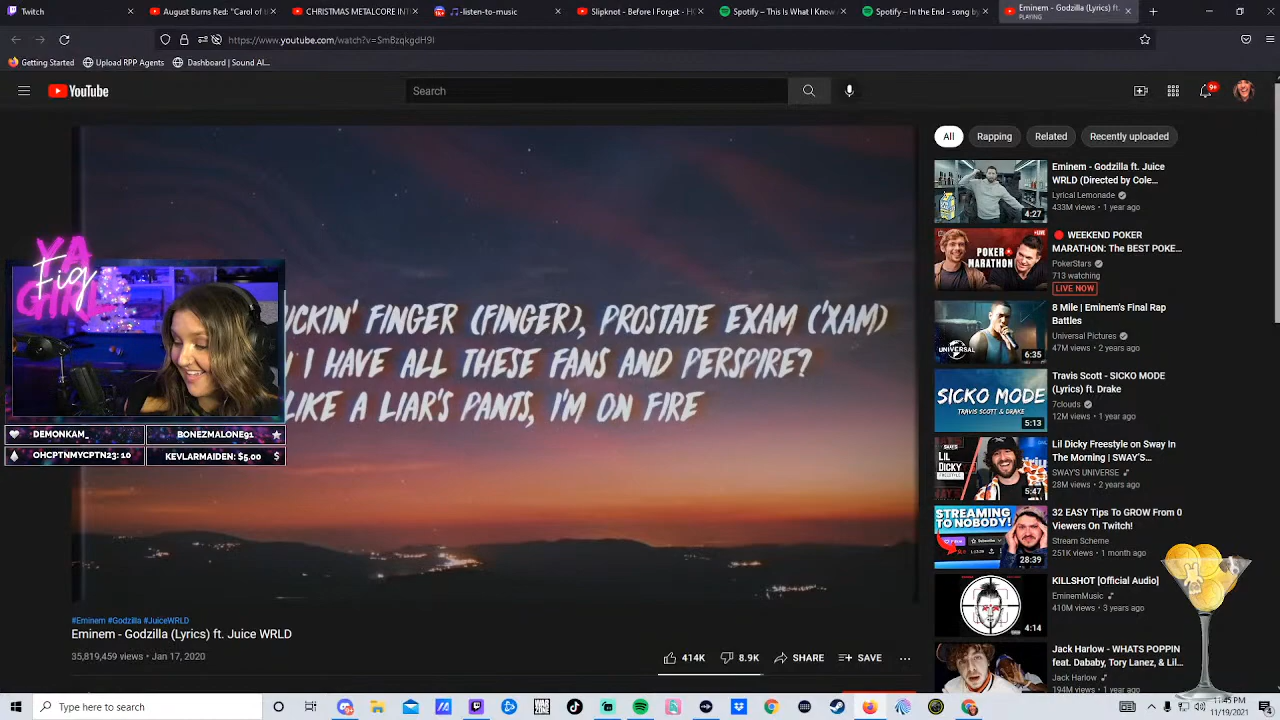 Twitch
August Burns Red: "Carol of t
CHRISTMAS METALCORE INT
-listen-to-music
Slipknot - Before I Forget - HC
Spotify – This Is What I Know
Spotify – In the End - song by
Eminem - Godzilla (Lyrics) ft.
PLAYING
https://www.youtube.com/watch?v=SmBzqkgdH9I
Getting Started
Upload RPP Agents
Dashboard | Sound Al...
YouTube
Search
9+
All
Rapping
Related
Recently uploaded
Eminem - Godzilla ft. Juice
WRLD (Directed by Cole...
Lyrical Lemonade
433M views • 1 year ago
4:27
WEEKEND POKER
MARATHON: The BEST POKE...
PokerStars
713 watching
LIVE NOW
POKER
MARATHON
LIVE
8 Mile | Eminem's Final Rap
Battles
Universal Pictures
47M views • 2 years ago
UNIVERSAL
6:35
Travis Scott - SICKO MODE
(Lyrics) ft. Drake
7clouds
12M views • 1 year ago
SICKO MODE
TRAVIS SCOTT & DRAKE
5:13
Lil Dicky Freestyle on Sway In
The Morning | SWAY'S...
SWAY'S UNIVERSE
28M views • 2 years ago
LIL
DICKY
FREESTYLE
5:47
32 EASY Tips To GROW From 0
Viewers On Twitch!
Stream Scheme
251K views • 1 month ago
STREAMING
TO NOBODY!
28:39
KILLSHOT [Official Audio]
EminemMusic
410M views • 3 years ago
4:14
Jack Harlow - WHATS POPPIN
feat. Dababy, Tory Lanez, & Lil...
Jack Harlow
194M views • 1 year ago
UCKIN' FINGER (FINGER), PROSTATE EXAM ('XAM)
I HAVE ALL THESE FANS AND PERSPIRE?
LIKE A LIAR'S PANTS, I'M ON FIRE
YA
Fig
GIRL
DEMONKAM_
BONEZMALONE91
OHCPTNMYCPTN23: 10
KEVLARMAIDEN: $5.00
#Eminem #Godzilla #JuiceWRLD
Eminem - Godzilla (Lyrics) ft. Juice WRLD
35,819,459 views • Jan 17, 2020
414K
8.9K
SHARE
SAVE
Type here to search
11:45 PM
11/19/2021